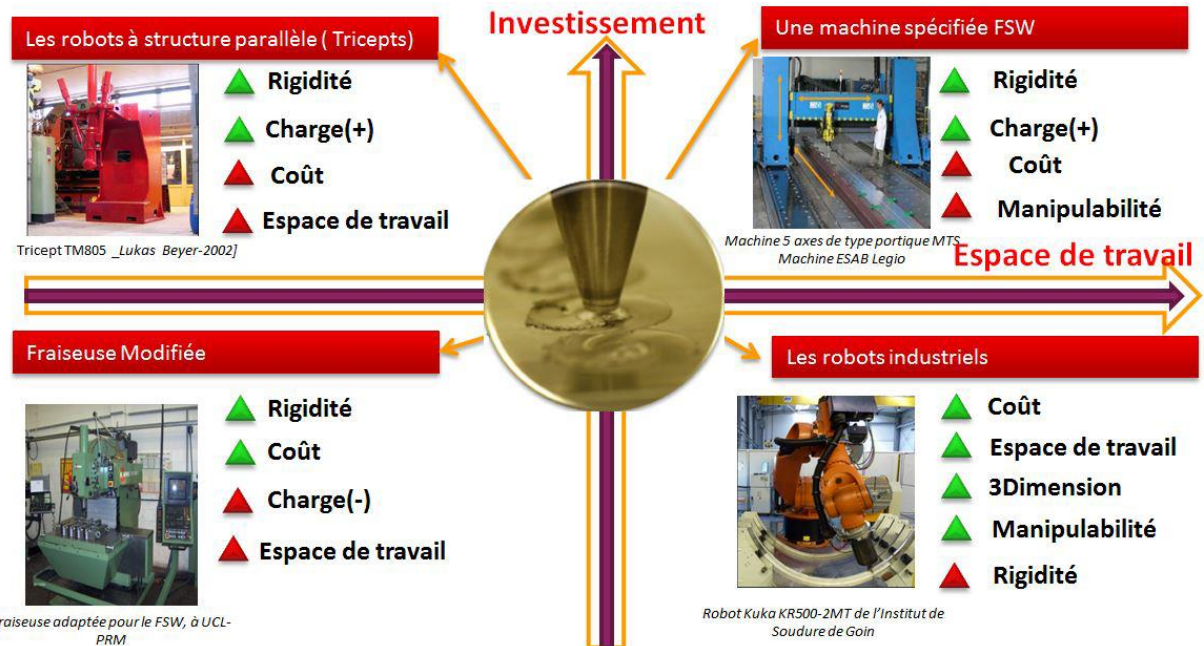 Investissement
Les robots à structure parallèle ( Tricepts)
Rigidité
Charge(+)
Coût
Espace de travail
Tricept TM805 _Lukas Beyer-2002]
Une machine spécifiée FSW
Rigidité
Charge(+)
Coût
Manipulabilité
Machine 5 axes de type portique MTS
Machine ESAB Legio
Espace de travail
Fraiseuse Modifiée
Rigidité
Coût
Charge(-)
Espace de travail
raiseuse adaptée pour le FSW, à UCL-
PRM
Les robots industriels
Coût
Espace de travail
3Dimension
Manipulabilité
Rigidité
Robot Kuka KR500-2MT de l'Institut de
Soudure de Goin